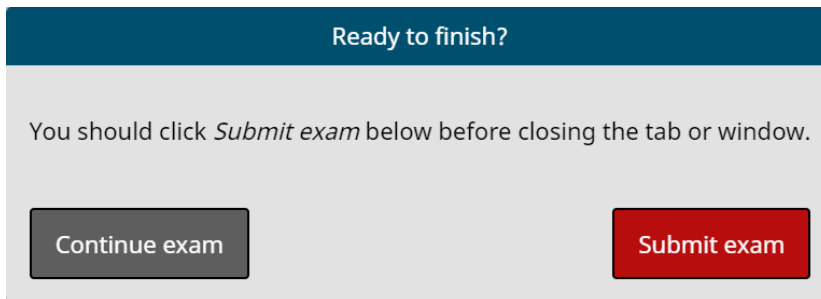 Ready to finish?
You should click Submit exam below before closing the tab or window.
Continue exam
Submit exam